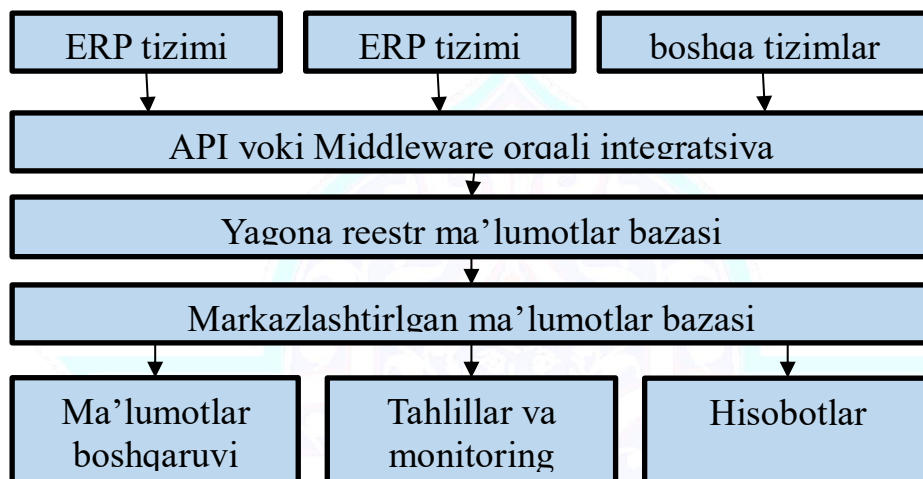 ERP tizimi
ERP tizimi
boshqa tizimlar
API yoki Middleware orqali integratsiya
Yagona reestr ma’lumotlar bazasi
Markazlashtirlgan ma’lumotlar bazasi
Ma’lumotlar
boshqaruvi
Tahlillar va
monitoring
Hisobotlar